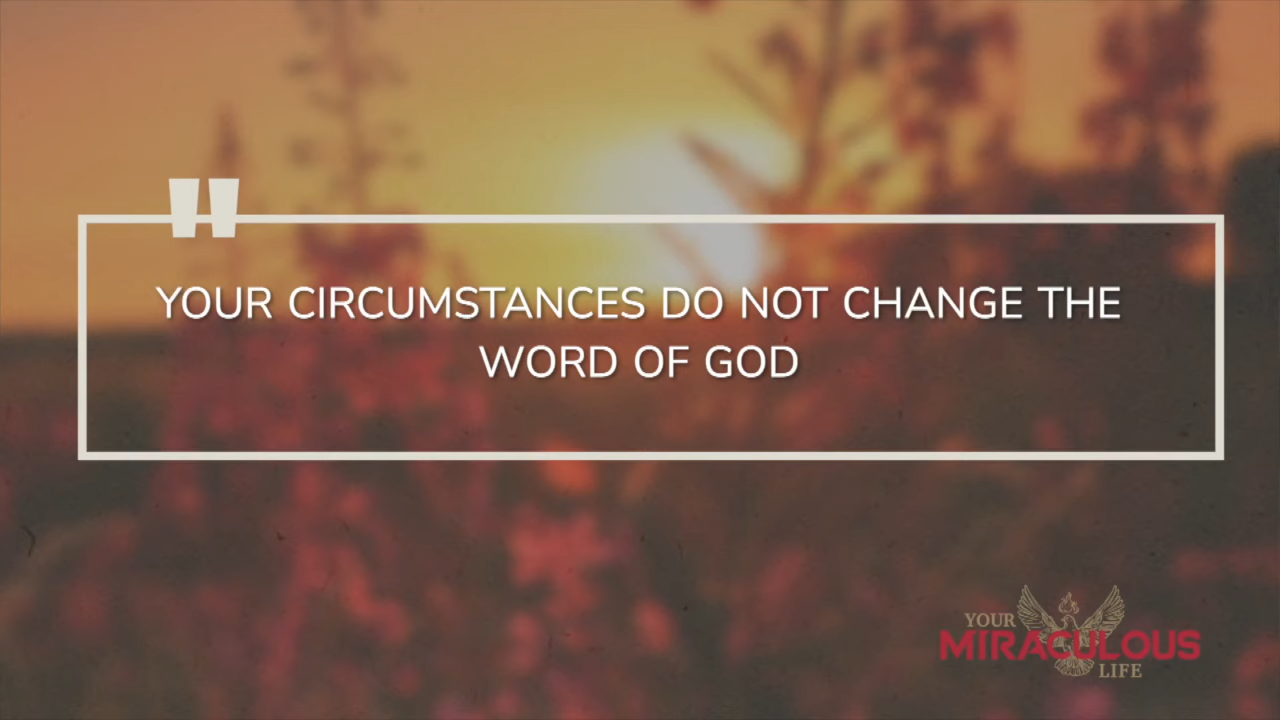 "
YOUR CIRCUMSTANCES DO NOT CHANGE THE
WORD OF GOD
YOUR
MIRACULOUS
LIFE